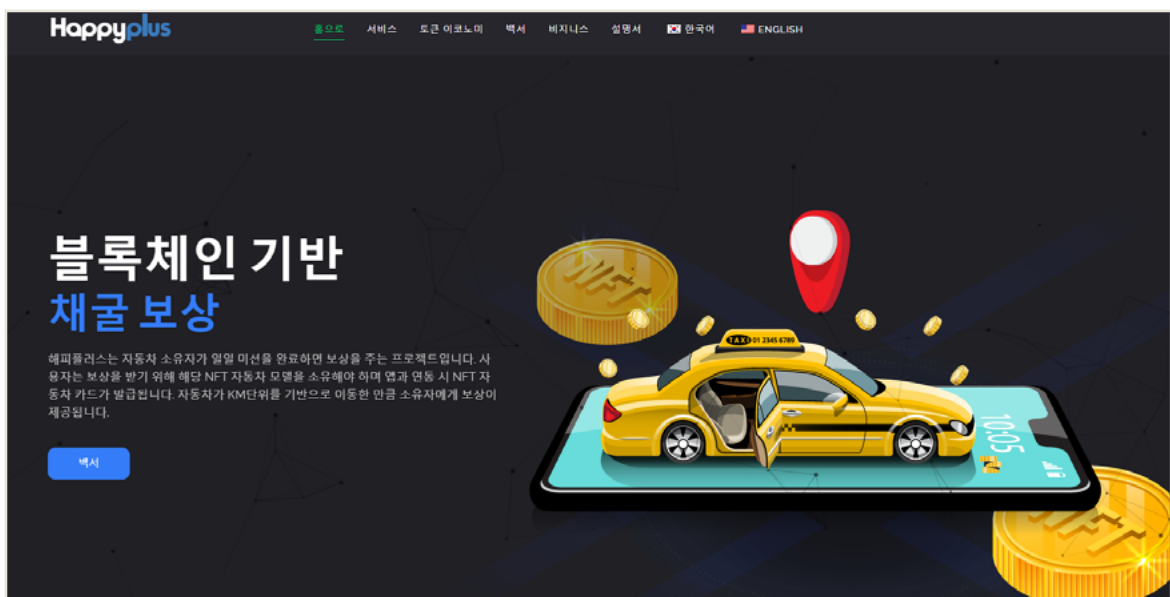 Happyplus
홈으로 서비스 토큰 이코노미 백서 비지니스 설명서 한국어 ENGLISH
블록체인 기반
채굴 보상
해피플러스는 자동차 소유자가 일일 미션을 완료하면 보상을 주는 프로젝트입니다. 사
용자는 보상을 받기 위해 해당 NFT 자동차 모델을 소유해야 하며 앱과 연동 시 NFT 자
동차 카드가 발급됩니다. 자동차가 KM단위를 기반으로 이동한 만큼 소유자에게 보상이
제공됩니다.
백서
NFT
TAXI 01 2345 6789
10:05
NFT